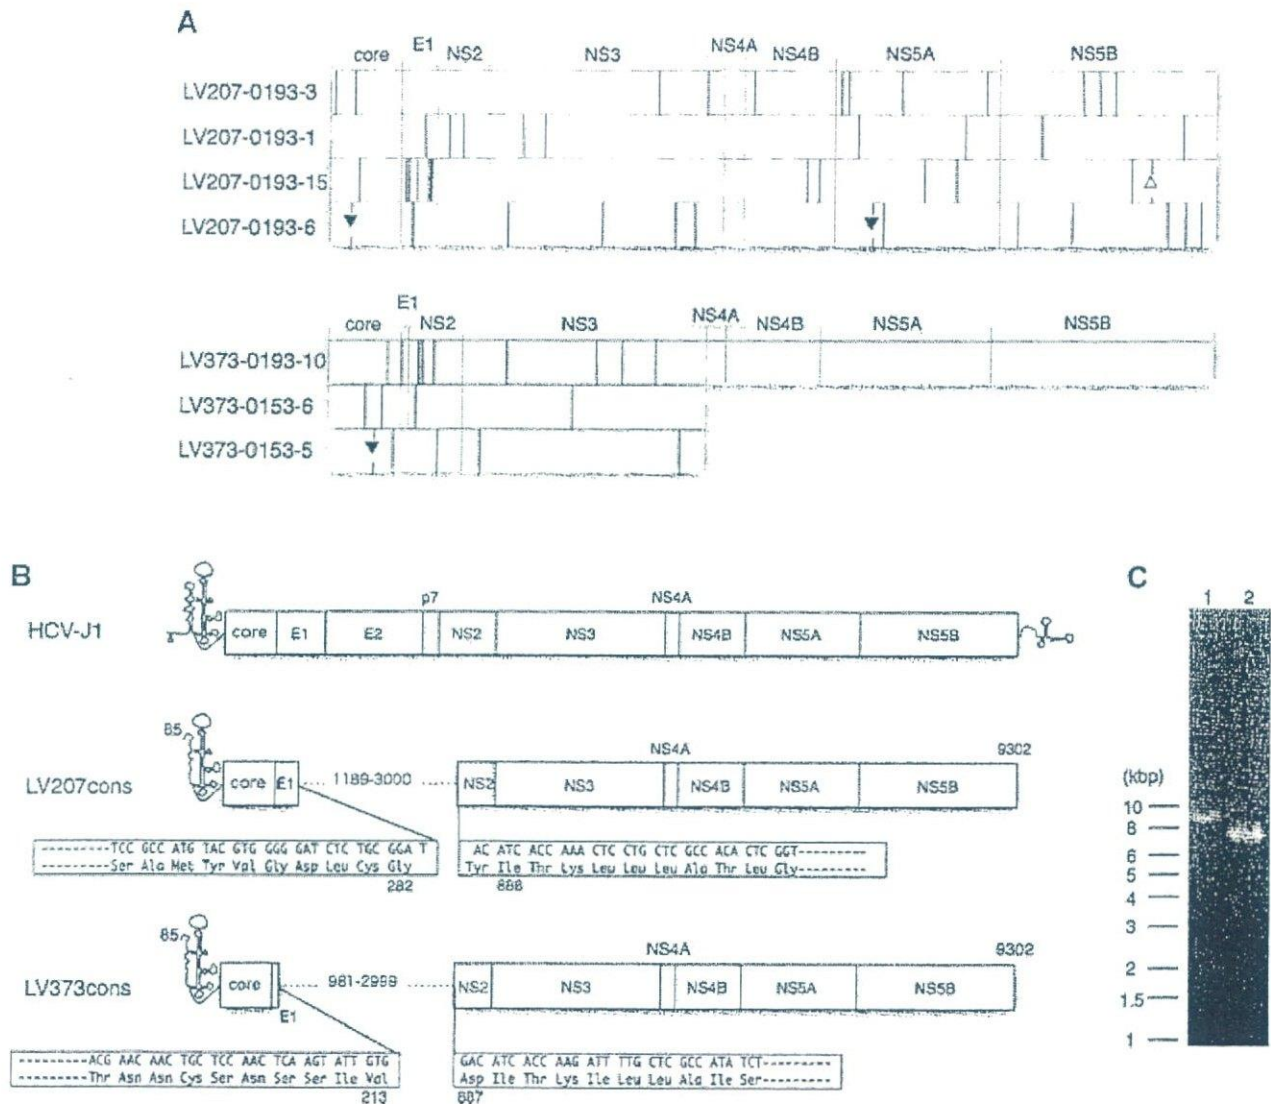 A
core E1 NS2 NS3 NS4A NS4B NS5A NS5B
LV207-0193-3
LV207-0193-1
LV207-0193-15
LV207-0193-6
core E1 NS2 NS3 NS4A NS4B NS5A NS5B
LV373-0193-10
LV373-0153-6
LV373-0153-5
B
HCV-J1
core E1 E2 p7 NS2 NS3 NS4A NS4B NS5A NS5B
LV207cons
85
core E1 1189-3000 NS2 NS3 NS4A NS4B NS5A NS5B
9302
---------TCC GCC ATG TAC GTG GGG GAT CTC TGC GGA T
---------Ser Ala Met Tyr Val Gly Asp Leu Cys Gly
282
AC ATC ACC AAA CTC CTG CTC GCC ACA CTC GGT---------
Tyr Ile Thr Lys Leu Leu Leu Ala Thr Leu Gly---------
888
LV373cons
85
core E1 981-2999 NS2 NS3 NS4A NS4B NS5A NS5B
9302
---------ACG AAC AAC TGC TCC AAC TCA AGT ATT GTG
---------Thr Asn Asn Cys Ser Asn Ser Ser Ile Val
213
GAC ATC ACC AAG ATT TTG CTC GCC ATA TCT---------
Asp Ile Thr Lys Ile Leu Leu Ala Ile Ser---------
887
C
1 2
(kbp)
10
8
6
5
4
3
2
1.5
1